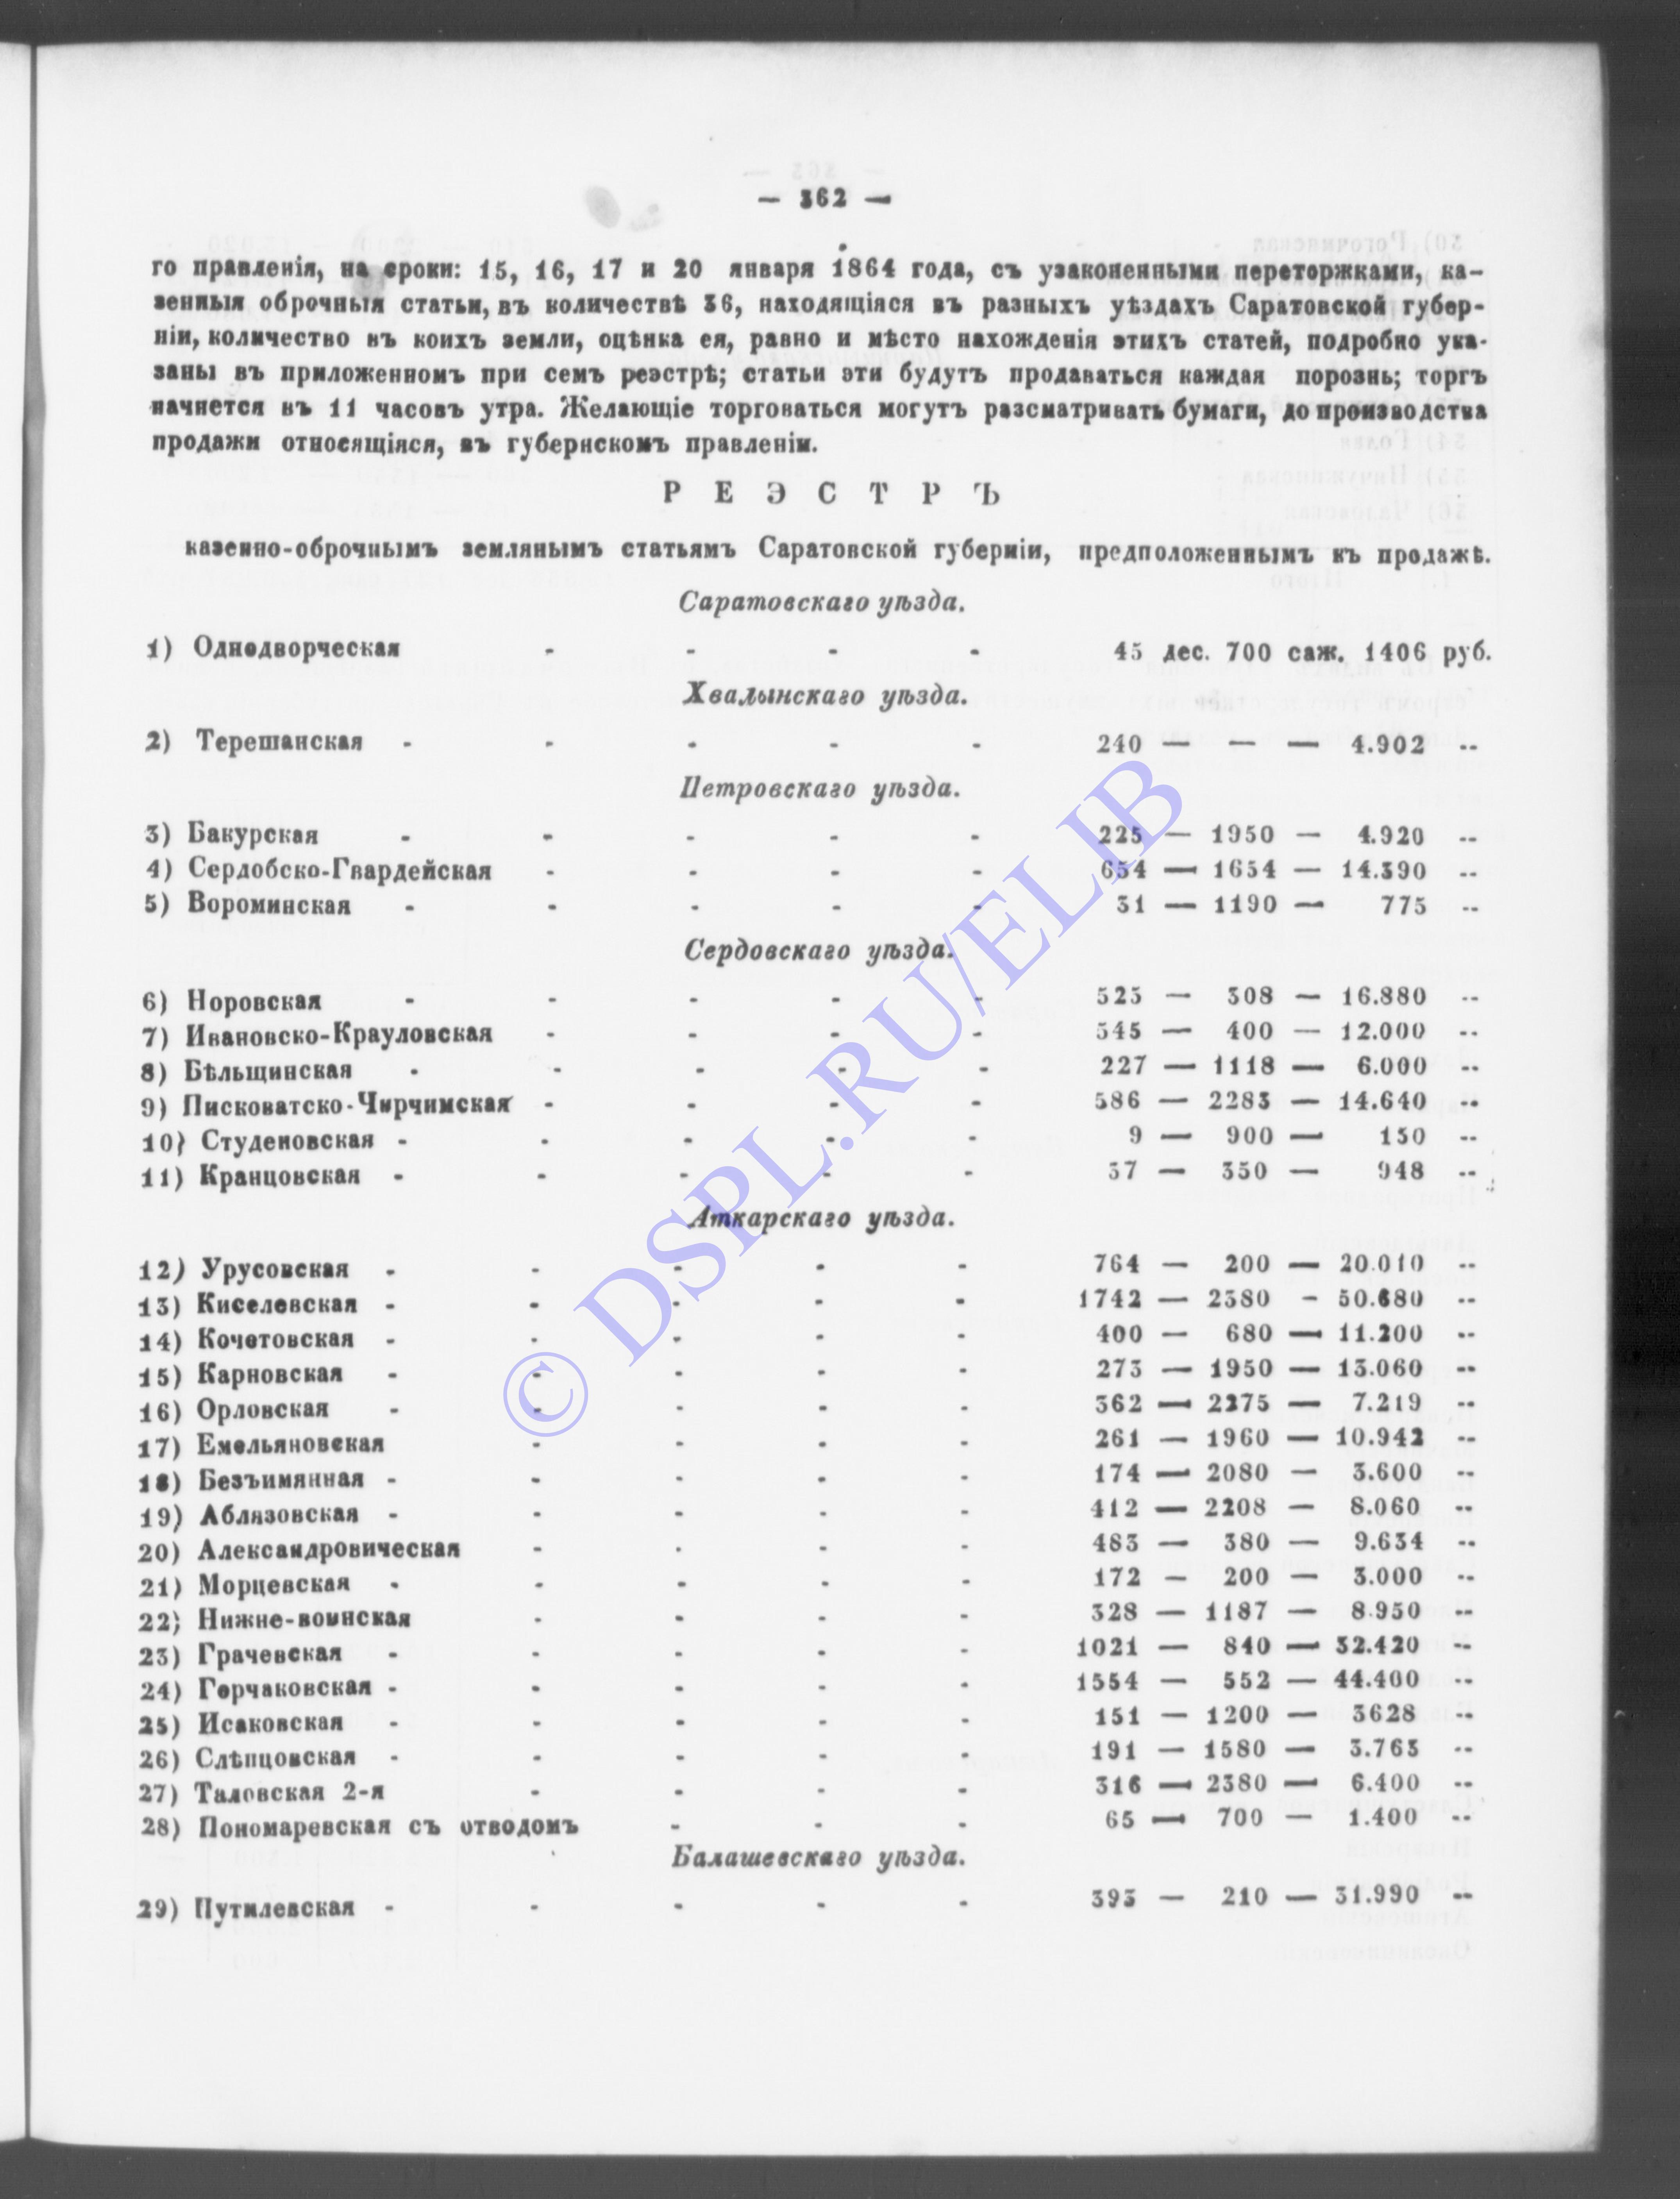 — 362 —
го правленія, на сроки: 15, 16, 17 и 20 января 1864 года, съ узаконенными переторжками, ка-
зенныя оброчныя статьи, въ количествѣ 36, находящіяся въ разныхъ уѣздахъ Саратовской губер-
ніи, количество въ коихъ земли, оцѣнка ея, равно и мѣсто нахожденія этихъ статей, подробно ука-
заны въ приложенномъ при семъ реэстрѣ; статьи эти будутъ продаваться каждая порознь; торгъ
начнется въ 11 часовъ утра. Желающіе торговаться могутъ разсматривать бумаги, до производства
продажи относящіяся, въ губернскомъ правленіи.
РЕЭСТРЪ
казенно-оброчнымъ землянымъ статьямъ Саратовской губерніи, предположеннымъ къ продажѣ.
Саратовскаго уѣзда.
1) Однодворческая - - - - 45 дес. 700 саж. 1406 руб.
Хвалынскаго уѣзда.
2) Терешанская - - - - - 240 — — — 4.902 --
Петровскаго уѣзда.
3) Бакурская - - - - - 225 — 1950 — 4.920 --
4) Сердобско-Гвардейская - - - - 654 — 1654 — 14.390 --
5) Вороминская - - - - - 31 — 1190 — 775 --
Сердовскаго уѣзда.
6) Норовская - - - - - 525 — 308 — 16.880 --
7) Ивановско-Крауловская - - - - 545 — 400 — 12.000 --
8) Бѣльщинская - - - - - 227 — 1118 — 6.000 --
9) Писковатско-Чирчимская - - - - 586 — 2283 — 14.640 --
10) Студеновская - - - - - 9 — 900 — 150 --
11) Кранцовская - - - - - 37 — 350 — 948 --
Аткарскаго уѣзда.
12) Урусовская - - - - - 764 — 200 — 20.010 --
13) Киселевская - - - - - 1742 — 2380 - 50.680 --
14) Кочетовская - - - - - 400 — 680 — 11.200 --
15) Карновская - - - - - 273 — 1950 — 13.060 --
16) Орловская - - - - - 362 — 2275 — 7.219 --
17) Емельяновская - - - - 261 — 1960 — 10.942 --
18) Безъимянная - - - - - 174 — 2080 — 3.600 --
19) Аблязовская - - - - - 412 — 2208 — 8.060 --
20) Александровическая - - - - 483 — 380 — 9.634 --
21) Морцевская - - - - - 172 — 200 — 3.000 --
22) Нижне-воинская - - - - 328 — 1187 — 8.950 --
23) Грачевская - - - - - 1021 — 840 — 32.420 --
24) Горчаковская - - - - - 1554 — 552 — 44.400 --
25) Исаковская - - - - - 151 — 1200 — 3628 --
26) Слѣпцовская - - - - - 191 — 1580 — 3.763 --
27) Таловская 2-я - - - - 316 — 2380 — 6.400 --
28) Пономаревская съ отводомъ - - - 65 — 700 — 1.400 --
Балашевскаго уѣзда.
29) Путилевская - - - - - 393 — 210 — 31.990 --
© DSPL.RU/ELIB